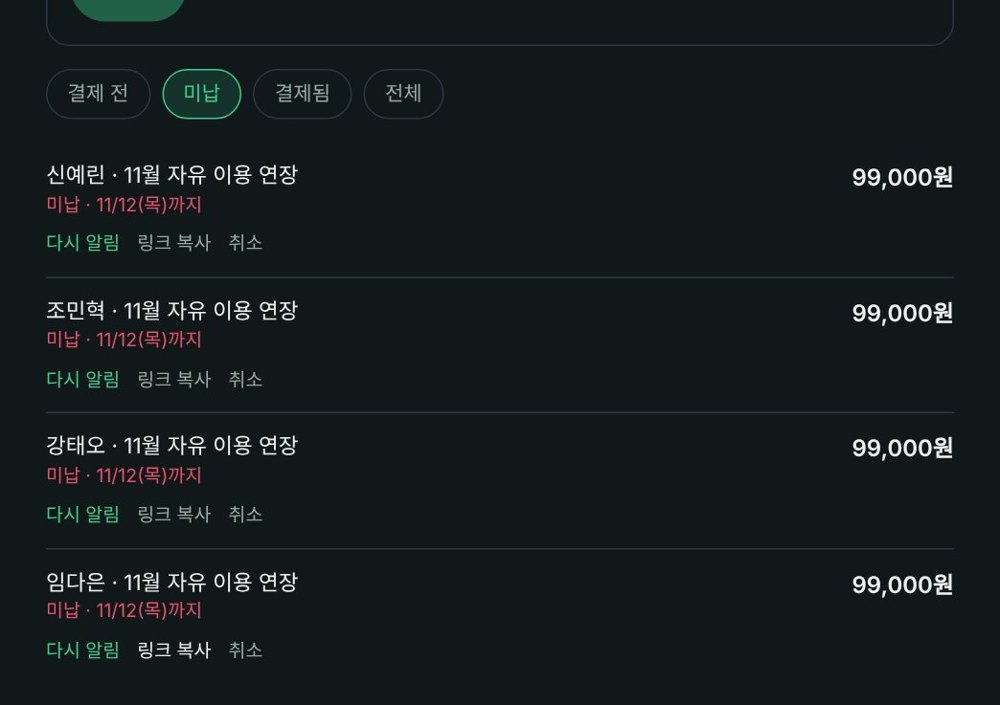 결제 전 미납 결제됨 전체
신예린 · 11월 자유 이용 연장 99,000원
미납 · 11/12(목)까지
다시 알림 링크 복사 취소
조민혁 · 11월 자유 이용 연장 99,000원
미납 · 11/12(목)까지
다시 알림 링크 복사 취소
강태오 · 11월 자유 이용 연장 99,000원
미납 · 11/12(목)까지
다시 알림 링크 복사 취소
임다은 · 11월 자유 이용 연장 99,000원
미납 · 11/12(목)까지
다시 알림 링크 복사 취소